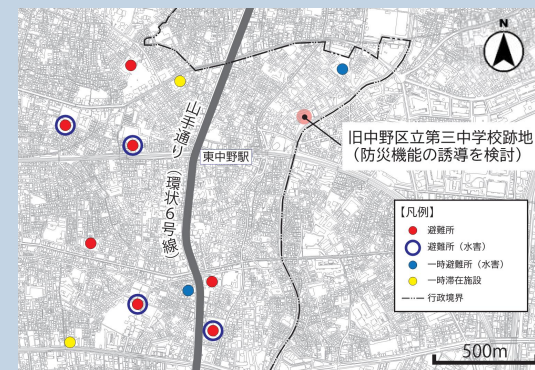 N
旧中野区立第三中学校跡地
（防災機能の誘導を検討）
山手通り（環状6号線）
東中野駅
【凡例】
避難所
避難所（水害）
一時避難所（水害）
一時滞在施設
行政境界
500m